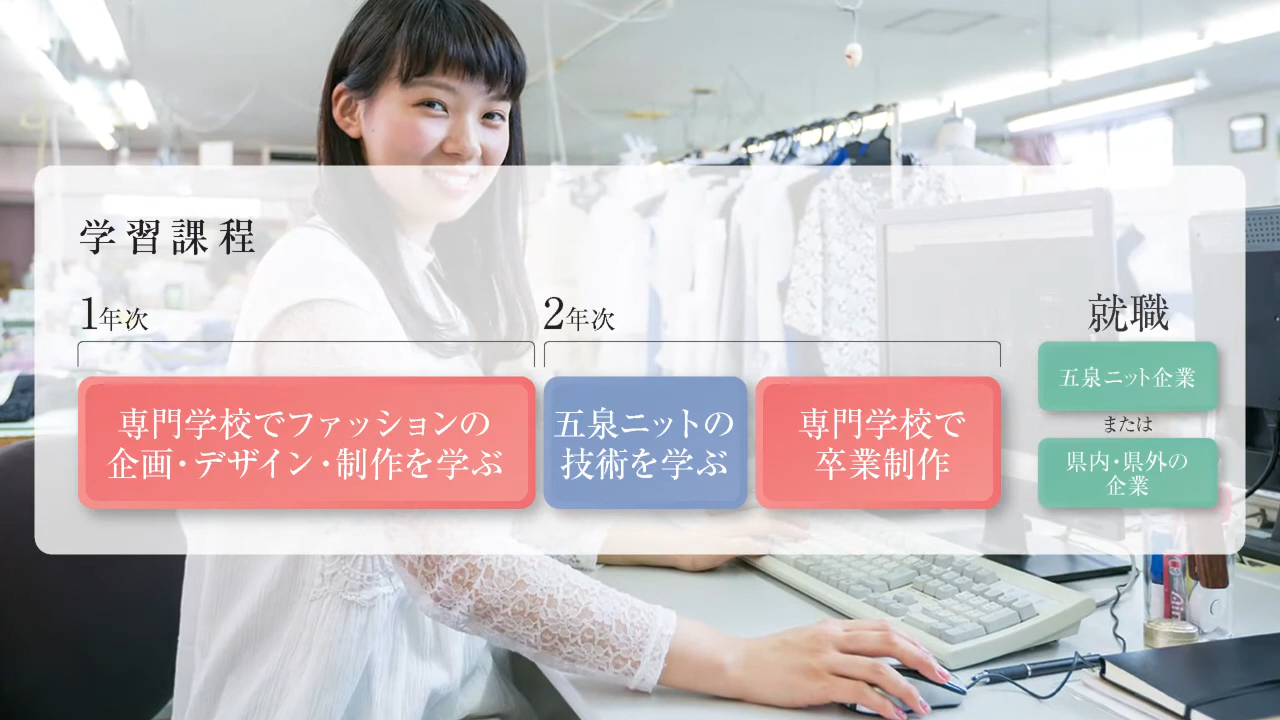 学習課程
1年次
2年次
就職
専門学校でファッションの
企画・デザイン・制作を学ぶ
五泉ニットの
技術を学ぶ
専門学校で
卒業制作
五泉ニット企業
または
県内・県外の
企業